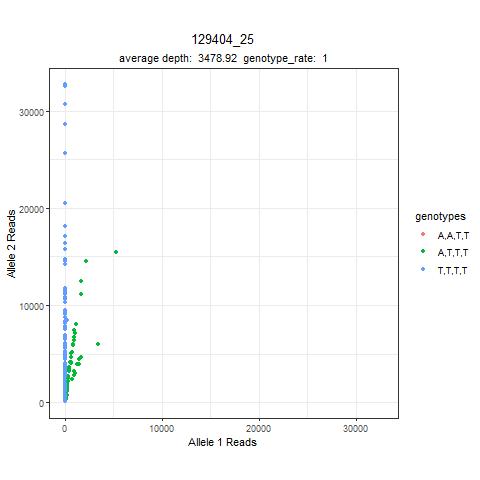 129404_25
average depth:  3478.92  genotype_rate:  1
30000
20000
10000
0
0
10000
20000
30000
Allele 2 Reads
Allele 1 Reads
genotypes
A,A,T,T
A,T,T,T
T,T,T,T